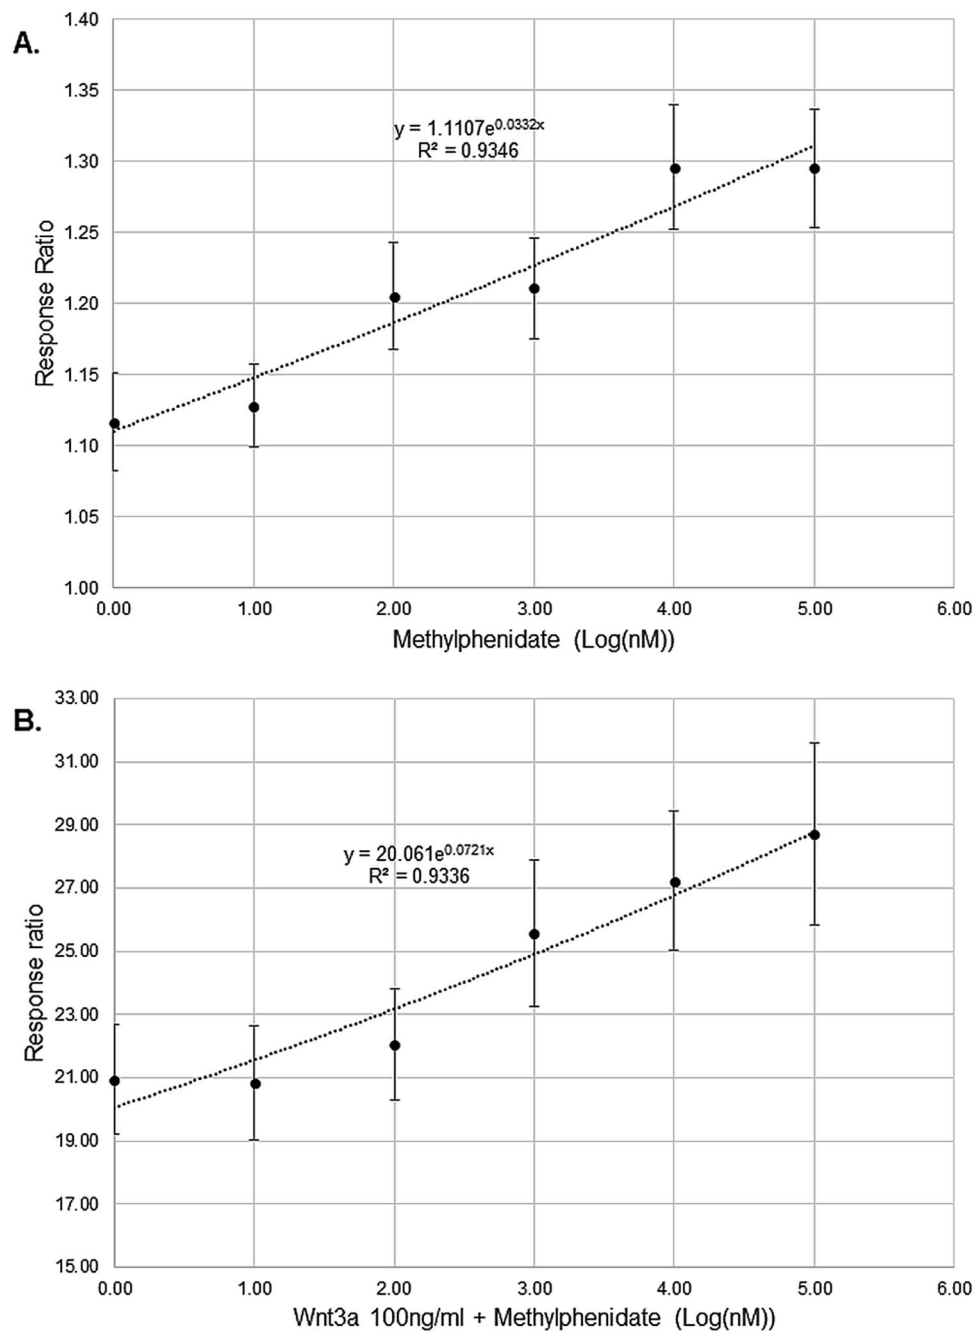 A.
1.40
1.35
1.30
1.25
1.20
1.15
1.10
1.05
1.00
Response Ratio
y = 1.1107e^0.0332x
R² = 0.9346
0.00 1.00 2.00 3.00 4.00 5.00 6.00
Methylphenidate (Log(nM))
B.
33.00
31.00
29.00
27.00
25.00
23.00
21.00
19.00
17.00
15.00
Response ratio
y = 20.061e^0.0721x
R² = 0.9336
0.00 1.00 2.00 3.00 4.00 5.00 6.00
Wnt3a 100ng/ml + Methylphenidate (Log(nM))